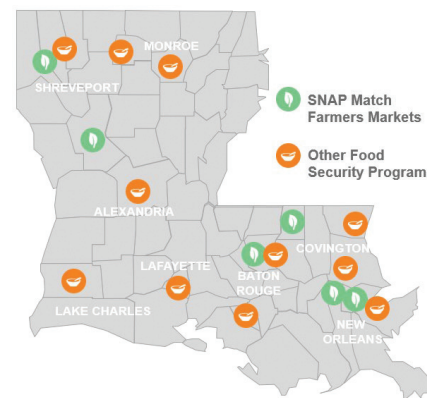 MONROE
SHREVEPORT
SNAP Match
Farmers Markets
Other Food
Security Program
ALEXANDRIA
COVINGTON
LAFAYETTE
BATON
ROUGE
LAKE CHARLES
NEW
ORLEANS